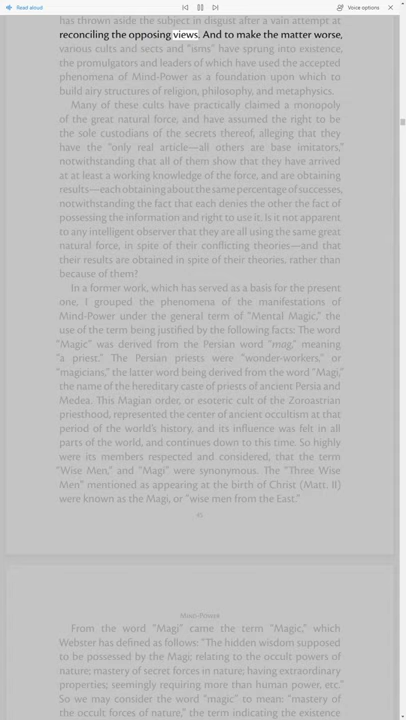 Read aloud
Voice options
has thrown aside the subject in disgust after a vain attempt at
reconciling the opposing views. And to make the matter worse,
various cults and sects and "isms" have sprung into existence,
the promulgators and leaders of which have used the accepted
phenomena of Mind-Power as a foundation upon which to
build airy structures of religion, philosophy, and metaphysics.
Many of these cults have practically claimed a monopoly
of the great natural force, and have assumed the right to be
the sole custodians of the secrets thereof, alleging that they
have the "only real article—all others are base imitators,"
notwithstanding that all of them show that they have arrived
at at least a working knowledge of the force, and are obtaining
results—each obtaining about the same percentage of successes,
notwithstanding the fact that each denies the other the fact of
possessing the information and right to use it. Is it not apparent
to any intelligent observer that they are all using the same great
natural force, in spite of their conflicting theories—and that
their results are obtained in spite of their theories, rather than
because of them?
In a former work, which has served as a basis for the present
one, I grouped the phenomena of the manifestations of
Mind-Power under the general term of "Mental Magic," the
use of the term being justified by the following facts: The word
"Magic" was derived from the Persian word "mag," meaning
"a priest." The Persian priests were "wonder-workers," or
"magicians," the latter word being derived from the word "Magi,"
the name of the hereditary caste of priests of ancient Persia and
Medea. This Magian order, or esoteric cult of the Zoroastrian
priesthood, represented the center of ancient occultism at that
period of the world's history, and its influence was felt in all
parts of the world, and continues down to this time. So highly
were its members respected and considered, that the term
"Wise Men," and "Magi" were synonymous. The "Three Wise
Men" mentioned as appearing at the birth of Christ (Matt. II)
were known as the Magi, or "wise men from the East."
Mind-Power
From the word "Magi" came the term "Magic," which
Webster has defined as follows: "The hidden wisdom supposed
to be possessed by the Magi; relating to the occult powers of
nature; mastery of secret forces in nature; having extraordinary
properties; seemingly requiring more than human power, etc."
So we may consider the word "magic" to mean: "mastery of
the occult forces of nature," the term indicating the existence